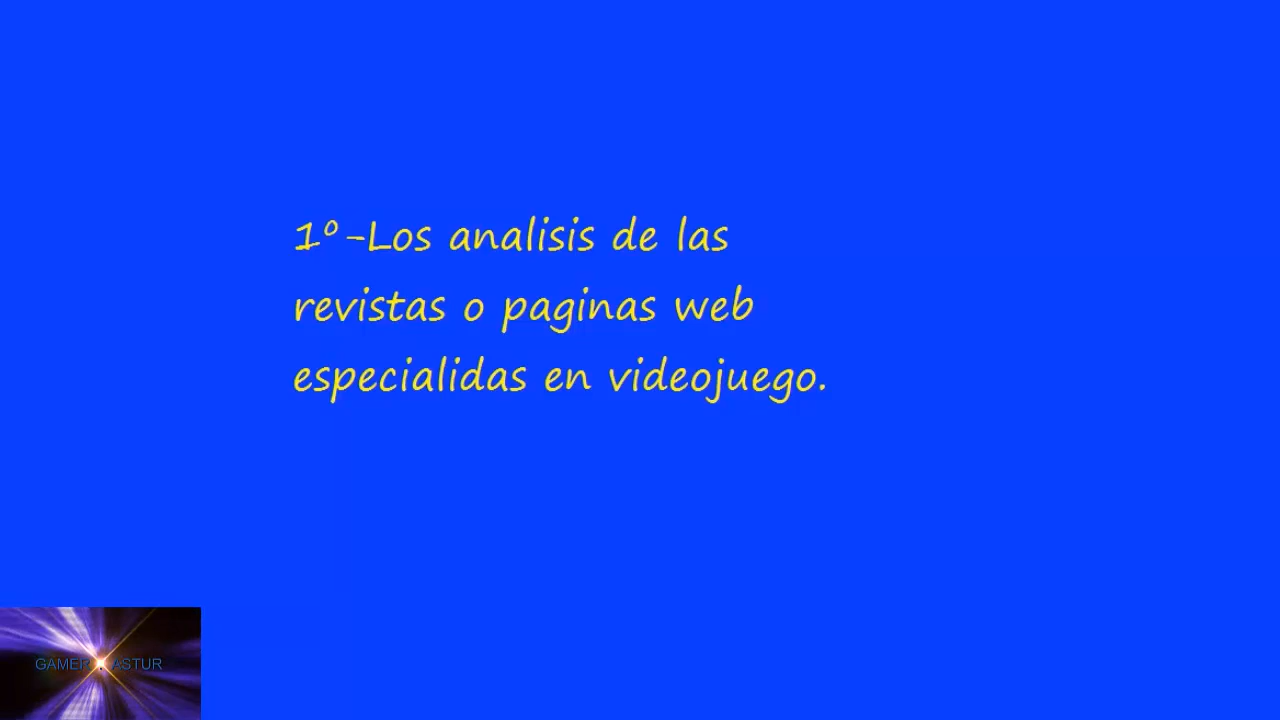 1º-Los analisis de las
revistas o paginas web
especialidas en videojuego.
GAMER ASTUR